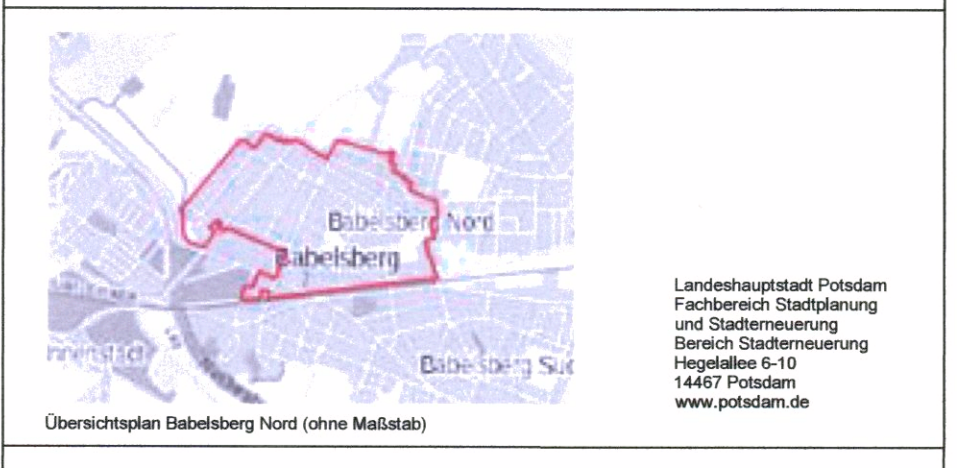 Babelsberg Nord
Babelsberg
Babelsberg Süd
Landeshauptstadt Potsdam
Fachbereich Stadtplanung
und Stadterneuerung
Bereich Stadterneuerung
Hegelallee 6-10
14467 Potsdam
www.potsdam.de
Übersichtsplan Babelsberg Nord (ohne Maßstab)